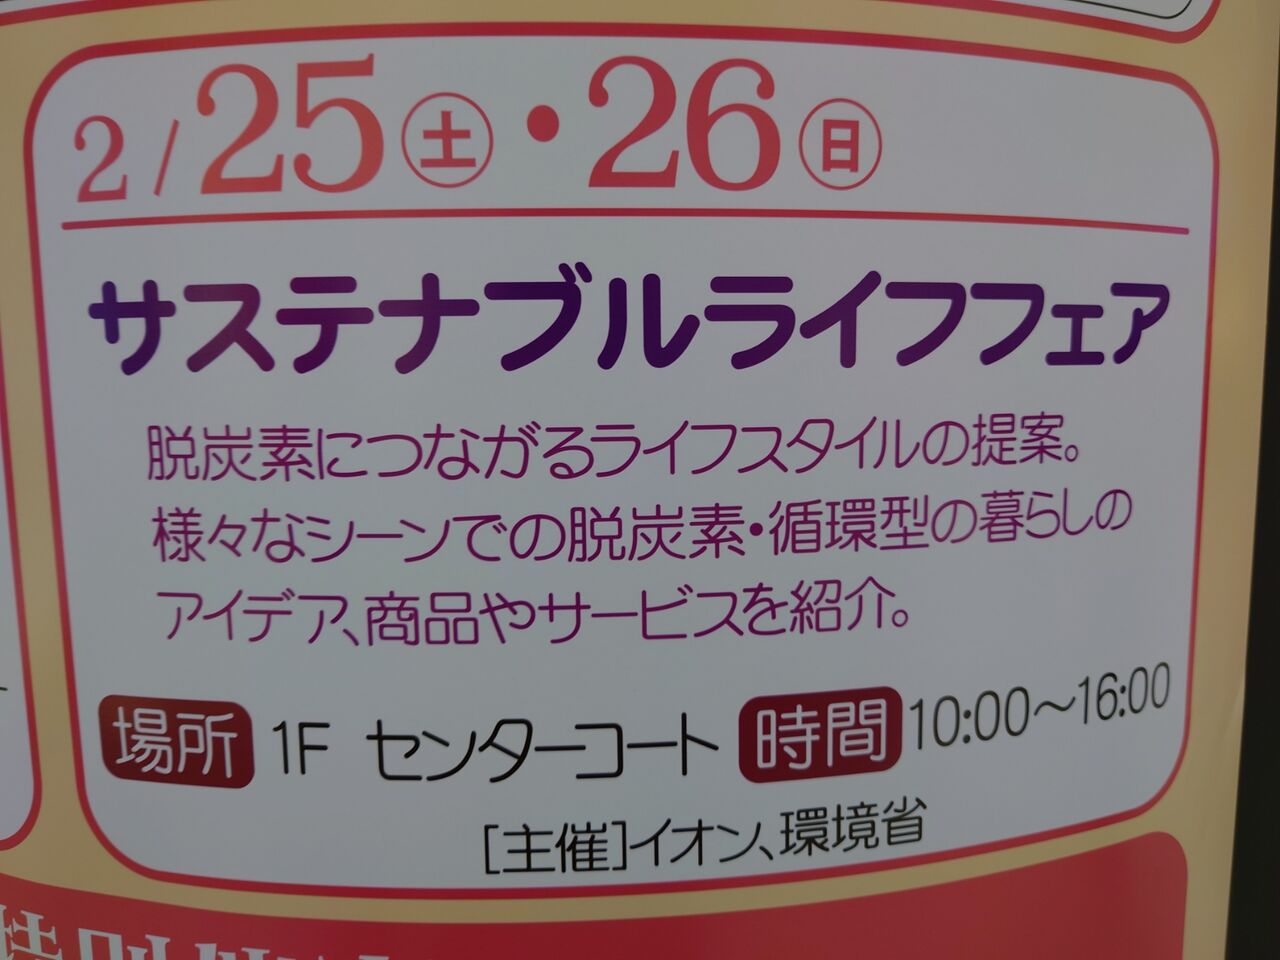 2/25㊏・26㊐
サステナブルライフフェア
脱炭素につながるライフスタイルの提案。
様々なシーンでの脱炭素・循環型の暮らしの
アイデア、商品やサービスを紹介。
場所 1F センターコート 時間 10:00～16:00
[主催]イオン、環境省